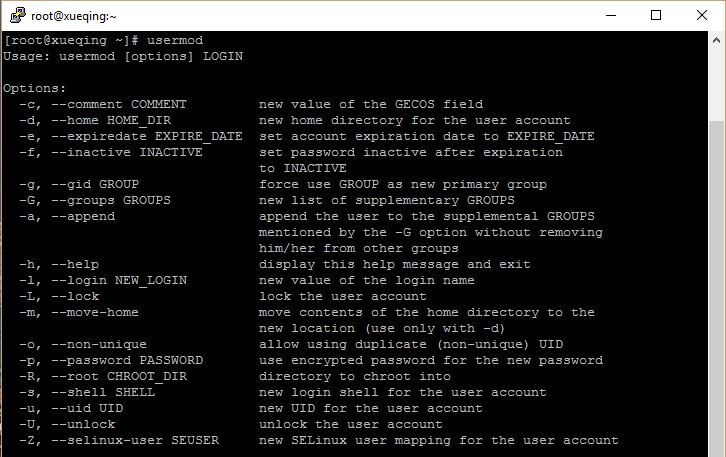 root@xueqing:~
[root@xueqing ~]# usermod
Usage: usermod [options] LOGIN

Options:
  -c, --comment COMMENT         new value of the GECOS field
  -d, --home HOME_DIR           new home directory for the user account
  -e, --expiredate EXPIRE_DATE  set account expiration date to EXPIRE_DATE
  -f, --inactive INACTIVE       set password inactive after expiration
                                to INACTIVE
  -g, --gid GROUP               force use GROUP as new primary group
  -G, --groups GROUPS           new list of supplementary GROUPS
  -a, --append                  append the user to the supplemental GROUPS
                                mentioned by the -G option without removing
                                him/her from other groups
  -h, --help                    display this help message and exit
  -l, --login NEW_LOGIN         new value of the login name
  -L, --lock                    lock the user account
  -m, --move-home               move contents of the home directory to the
                                new location (use only with -d)
  -o, --non-unique              allow using duplicate (non-unique) UID
  -p, --password PASSWORD       use encrypted password for the new password
  -R, --root CHROOT_DIR         directory to chroot into
  -s, --shell SHELL             new login shell for the user account
  -u, --uid UID                 new UID for the user account
  -U, --unlock                  unlock the user account
  -Z, --selinux-user SEUSER     new SELinux user mapping for the user account